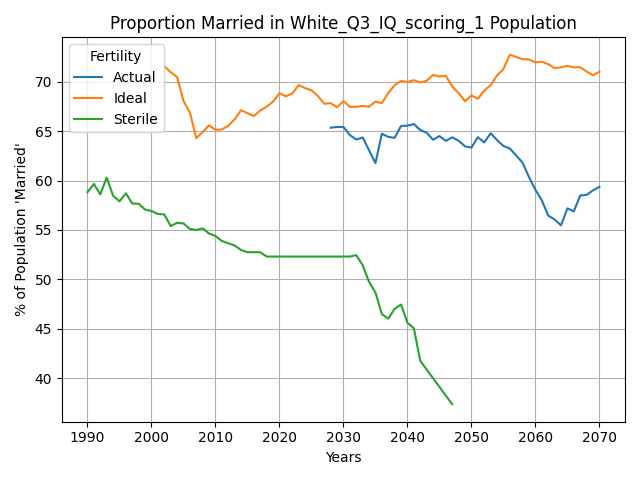 Proportion Married in White_Q3_IQ_scoring_1 Population
Fertility
Actual
Ideal
Sterile
% of Population 'Married'
70
65
60
55
50
45
40
1990 2000 2010 2020 2030 2040 2050 2060 2070
Years